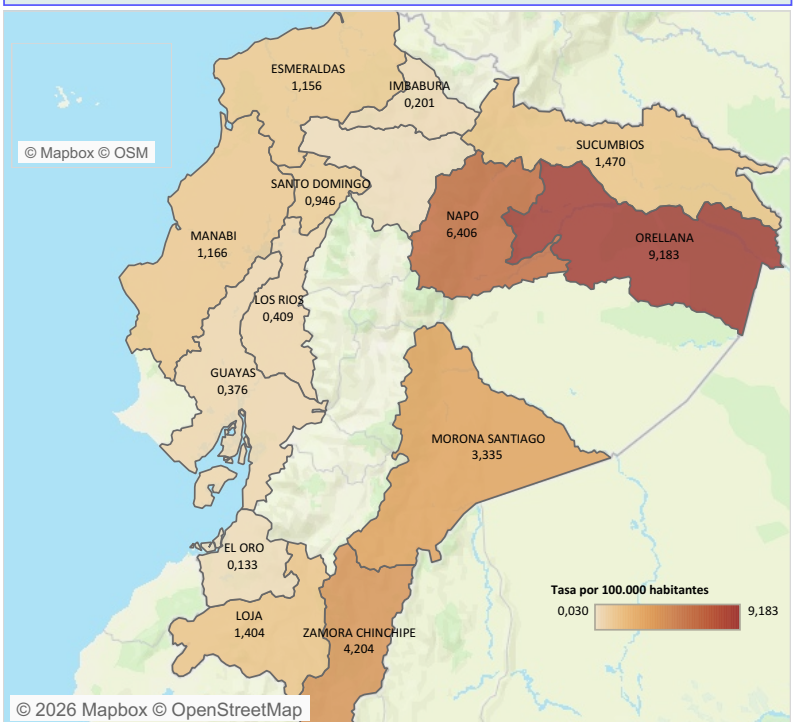 ESMERALDAS
1,156
IMBABURA
0,201
© Mapbox © OSM
SUCUMBIOS
1,470
SANTO DOMINGO
0,946
NAPO
6,406
MANABI
1,166
ORELLANA
9,183
LOS RIOS
0,409
GUAYAS
0,376
MORONA SANTIAGO
3,335
EL ORO
0,133
Tasa por 100.000 habitantes
0,030
9,183
LOJA
1,404
ZAMORA CHINCHIPE
4,204
© 2026 Mapbox © OpenStreetMap